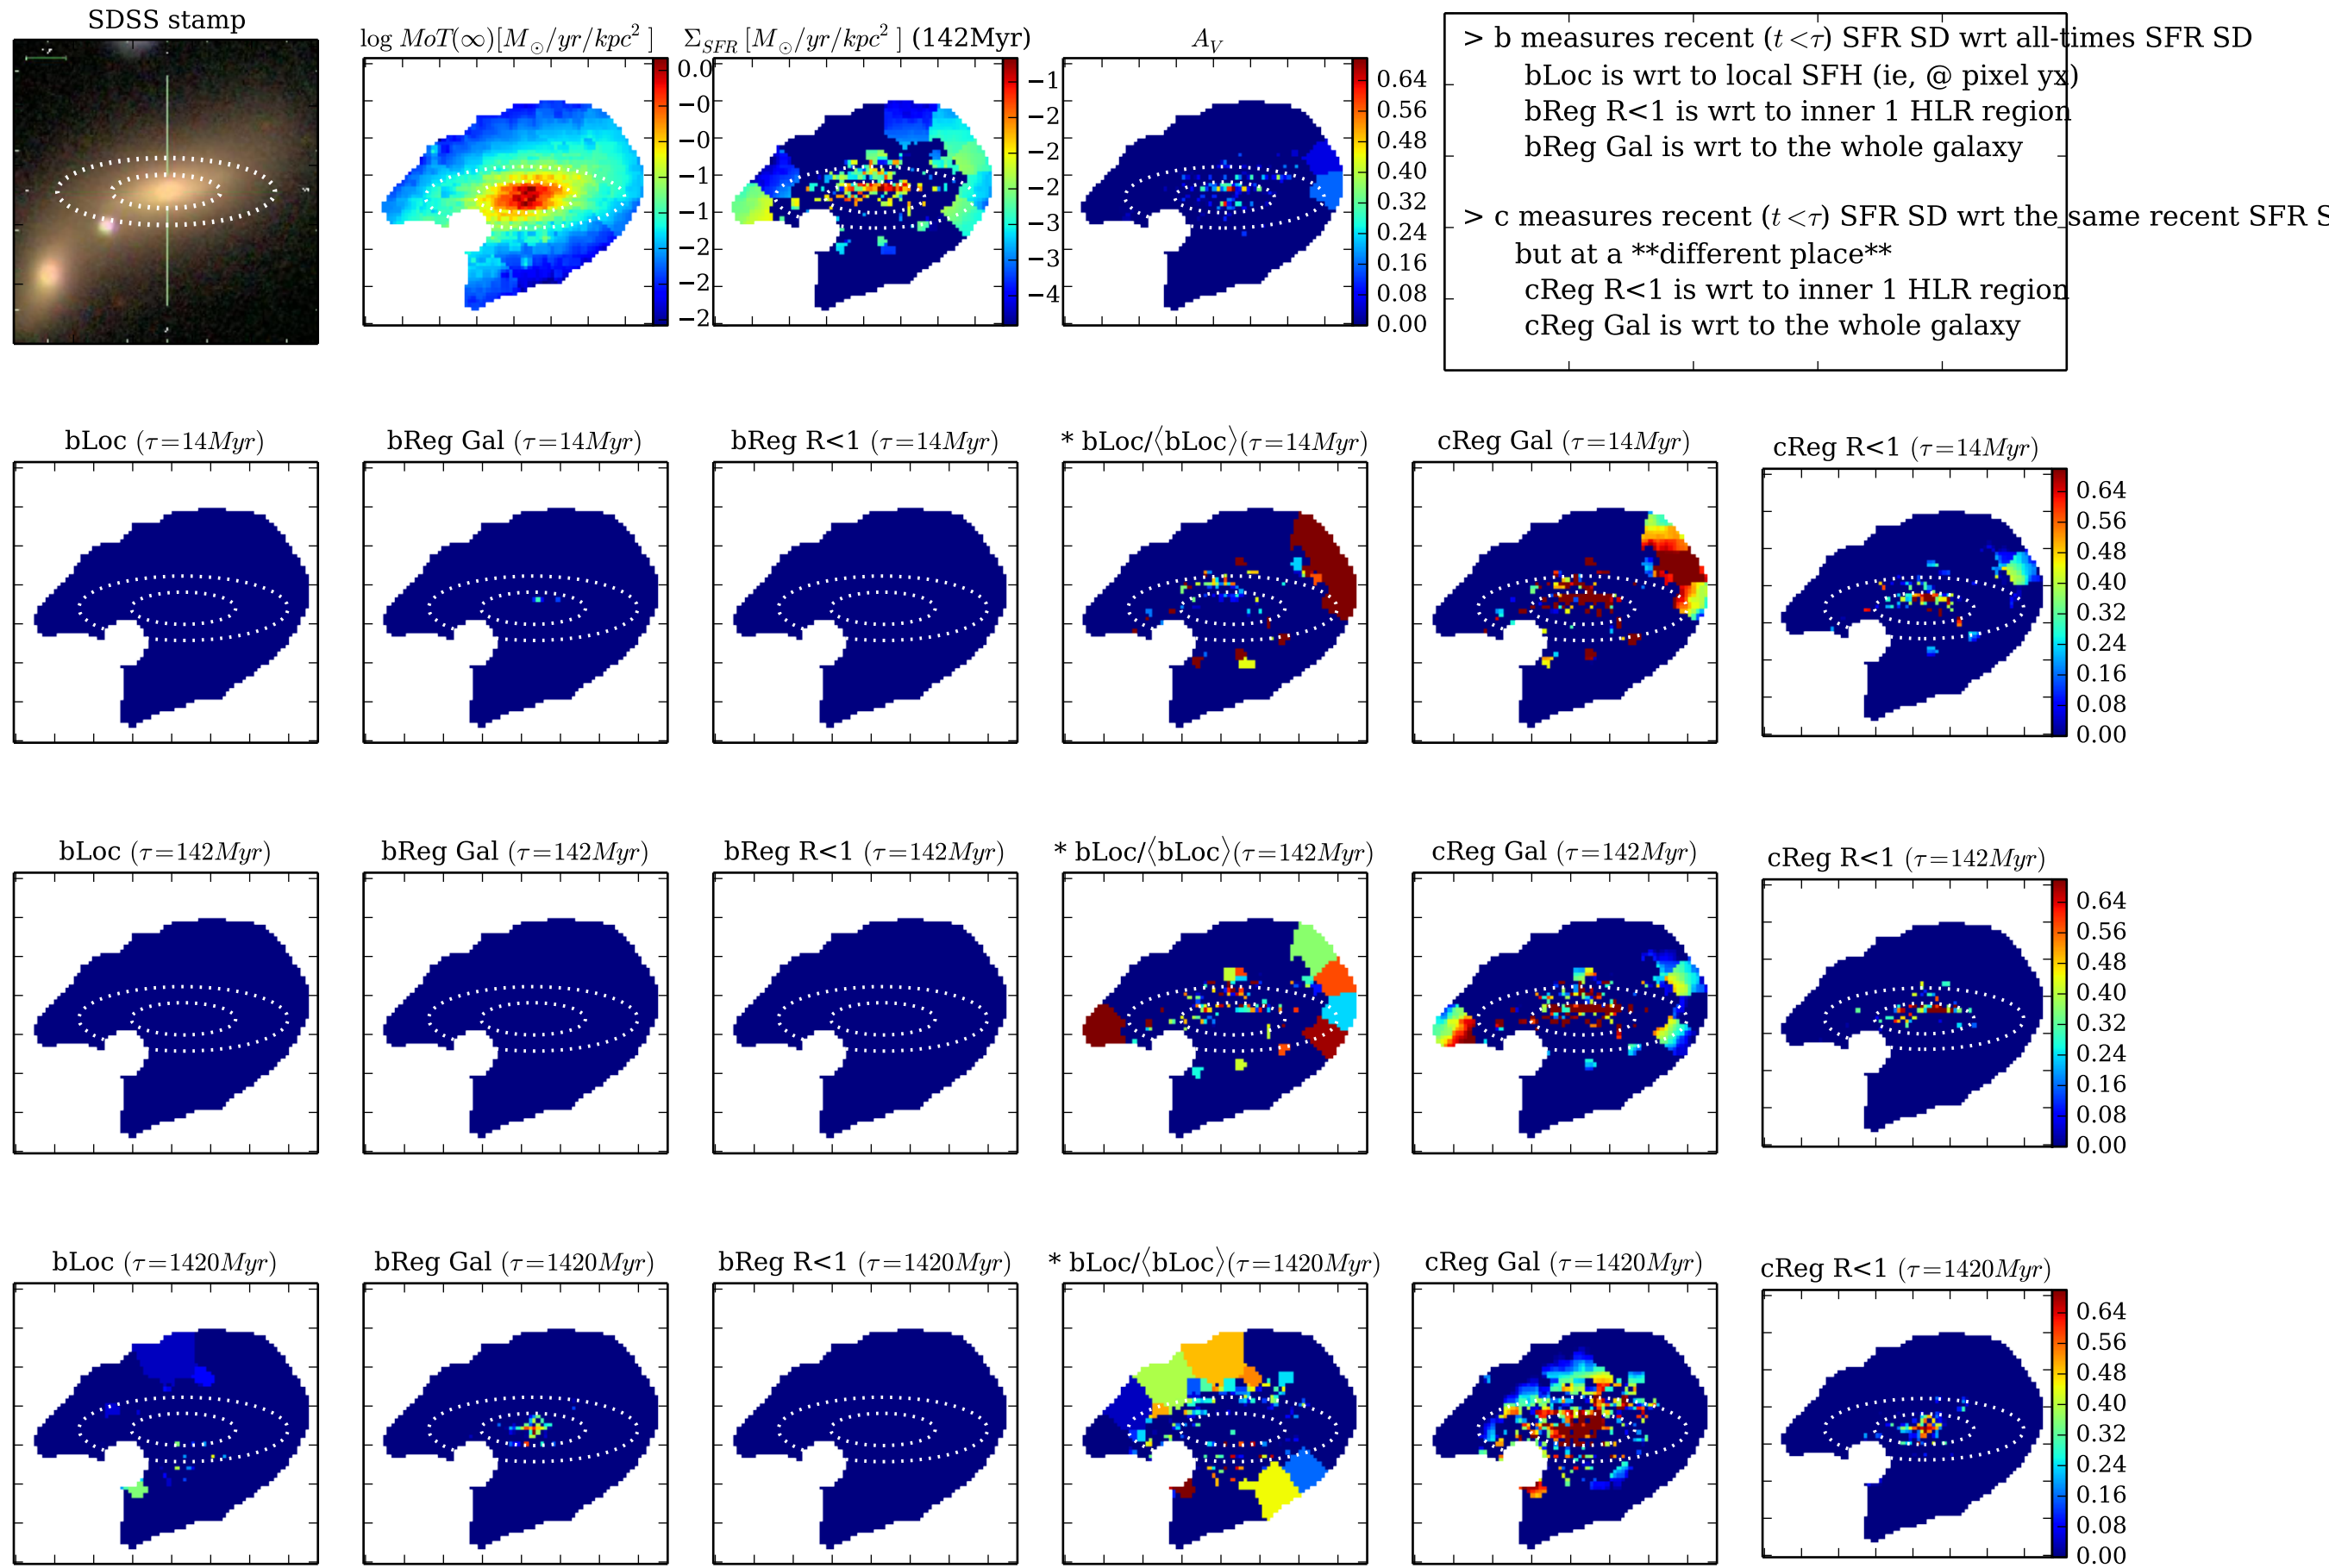 SDSS stamp
log MoT(∞)[M⊙/yr/kpc² ]
Σ_SFR [M⊙/yr/kpc² ] (142Myr)
A_V
0.0
−0
−0
−1
−1
−2
−2
−2
−1
−2
−2
−2
−3
−3
−4
0.64
0.56
0.48
0.40
0.32
0.24
0.16
0.08
0.00
> b measures recent (t<τ) SFR SD wrt all-times SFR SD
bLoc is wrt to local SFH (ie, @ pixel yx)
bReg R<1 is wrt to inner 1 HLR region
bReg Gal is wrt to the whole galaxy
> c measures recent (t<τ) SFR SD wrt the same recent SFR S
but at a **different place**
cReg R<1 is wrt to inner 1 HLR region
cReg Gal is wrt to the whole galaxy
bLoc (τ=14Myr)
bReg Gal (τ=14Myr)
bReg R<1 (τ=14Myr)
* bLoc/⟨bLoc⟩(τ=14Myr)
cReg Gal (τ=14Myr)
cReg R<1 (τ=14Myr)
0.64
0.56
0.48
0.40
0.32
0.24
0.16
0.08
0.00
bLoc (τ=142Myr)
bReg Gal (τ=142Myr)
bReg R<1 (τ=142Myr)
* bLoc/⟨bLoc⟩(τ=142Myr)
cReg Gal (τ=142Myr)
cReg R<1 (τ=142Myr)
0.64
0.56
0.48
0.40
0.32
0.24
0.16
0.08
0.00
bLoc (τ=1420Myr)
bReg Gal (τ=1420Myr)
bReg R<1 (τ=1420Myr)
* bLoc/⟨bLoc⟩(τ=1420Myr)
cReg Gal (τ=1420Myr)
cReg R<1 (τ=1420Myr)
0.64
0.56
0.48
0.40
0.32
0.24
0.16
0.08
0.00